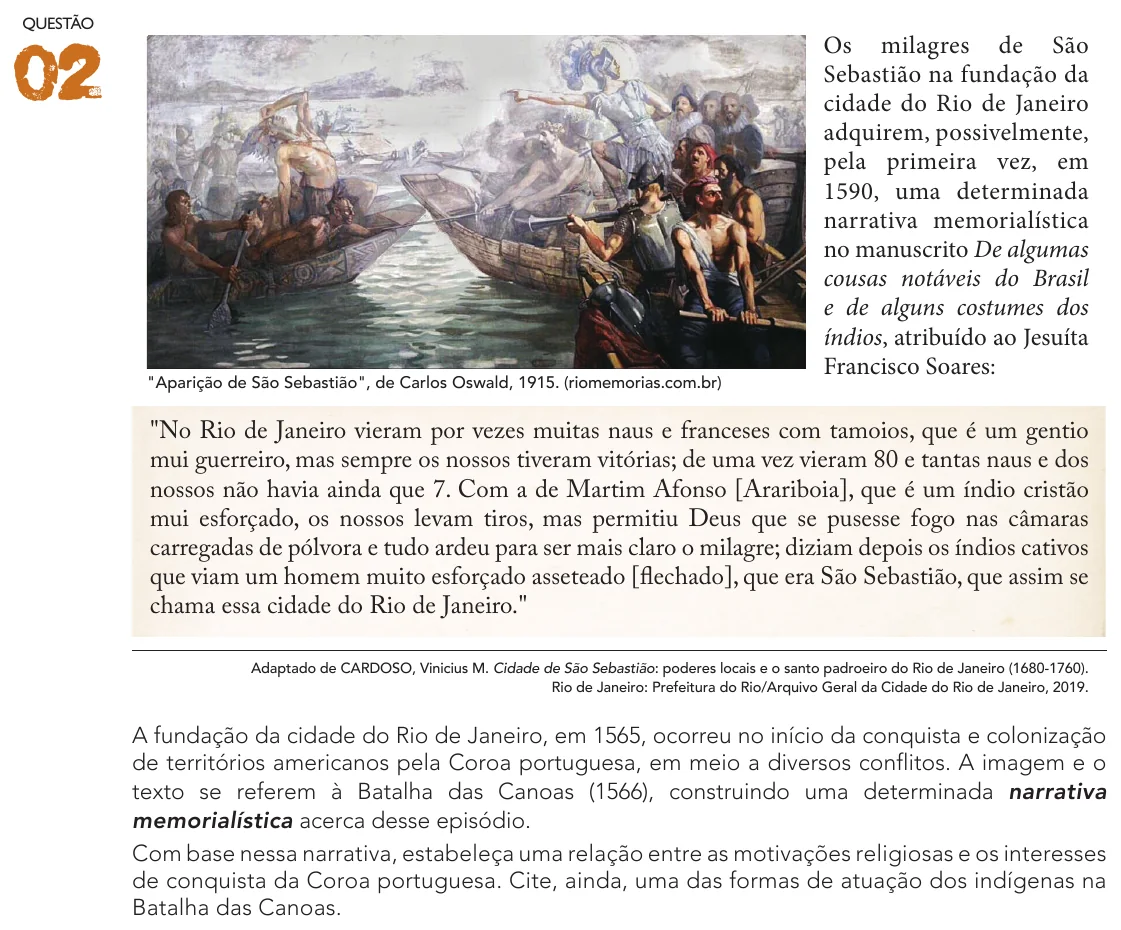 QUESTÃO
02
Os milagres de São
Sebastião na fundação da
cidade do Rio de Janeiro
adquirem, possivelmente,
pela primeira vez, em
1590, uma determinada
narrativa memorialística
no manuscrito De algumas
cousas notáveis do Brasil
e de alguns costumes dos
índios, atribuído ao Jesuíta
Francisco Soares:
"Aparição de São Sebastião", de Carlos Oswald, 1915. (riomemorias.com.br)
"No Rio de Janeiro vieram por vezes muitas naus e franceses com tamoios, que é um gentio
mui guerreiro, mas sempre os nossos tiveram vitórias; de uma vez vieram 80 e tantas naus e dos
nossos não havia ainda que 7. Com a de Martim Afonso [Arariboia], que é um índio cristão
mui esforçado, os nossos levam tiros, mas permitiu Deus que se pusesse fogo nas câmaras
carregadas de pólvora e tudo ardeu para ser mais claro o milagre; diziam depois os índios cativos
que viam um homem muito esforçado asseteado [flechado], que era São Sebastião, que assim se
chama essa cidade do Rio de Janeiro."
Adaptado de CARDOSO, Vinicius M. Cidade de São Sebastião: poderes locais e o santo padroeiro do Rio de Janeiro (1680-1760).
Rio de Janeiro: Prefeitura do Rio/Arquivo Geral da Cidade do Rio de Janeiro, 2019.
A fundação da cidade do Rio de Janeiro, em 1565, ocorreu no início da conquista e colonização
de territórios americanos pela Coroa portuguesa, em meio a diversos conflitos. A imagem e o
texto se referem à Batalha das Canoas (1566), construindo uma determinada narrativa
memorialística acerca desse episódio.
Com base nessa narrativa, estabeleça uma relação entre as motivações religiosas e os interesses
de conquista da Coroa portuguesa. Cite, ainda, uma das formas de atuação dos indígenas na
Batalha das Canoas.